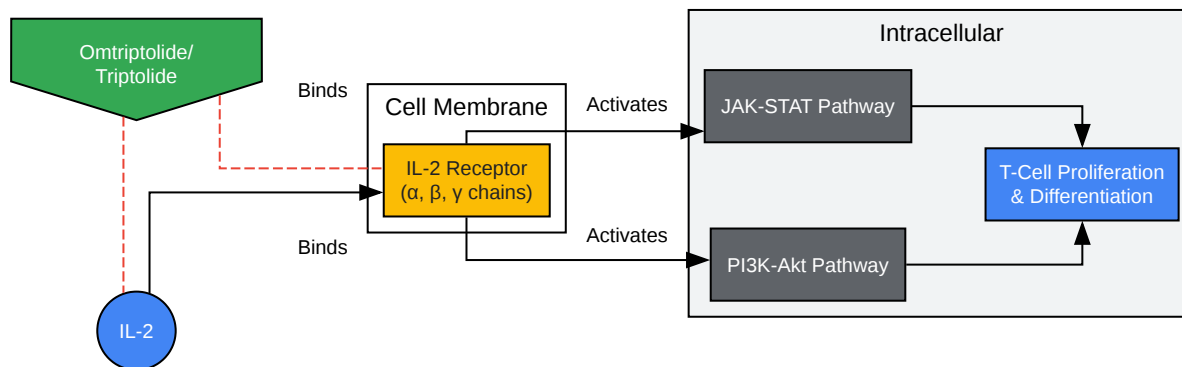 Omtriptolide/
Triptolide
Binds
Cell Membrane
IL-2 Receptor
(α, β, γ chains)
Binds
IL-2
Activates
Activates
Intracellular
JAK-STAT Pathway
PI3K-Akt Pathway
T-Cell Proliferation
& Differentiation